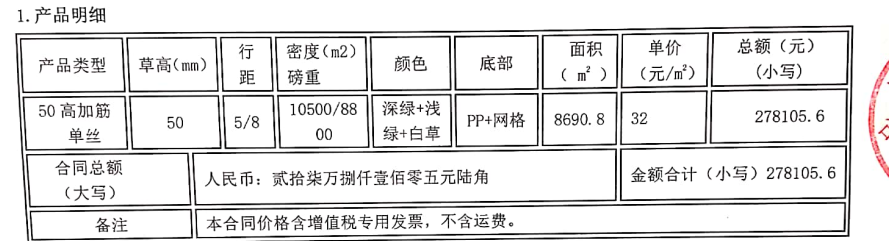 1.产品明细
产品类型 草高(mm) 行距 密度(m2)磅重 颜色 底部 面积（㎡） 单价（元/㎡） 总额（元）(小写)
50高加筋单丝 50 5/8 10500/8800 深绿+浅绿+白草 PP+网格 8690.8 32 278105.6
合同总额（大写） 人民币：贰拾柒万捌仟壹佰零五元陆角 金额合计（小写）278105.6
备注 本合同价格含增值税专用发票，不含运费。